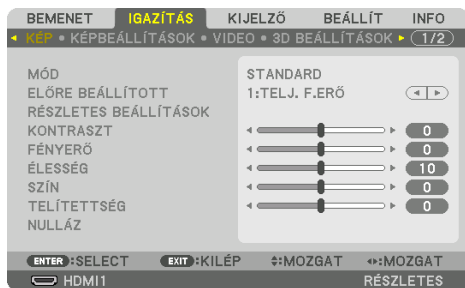 BEMENET IGAZÍTÁS KIJELZŐ BEÁLLÍT INFO
KÉP • KÉPBEÁLLÍTÁSOK • VIDEO • 3D BEÁLLÍTÁSOK 1/2
MÓD STANDARD
ELŐRE BEÁLLÍTOTT 1:TELJ. F.ERŐ
RÉSZLETES BEÁLLÍTÁSOK
KONTRASZT 0
FÉNYERŐ 0
ÉLESSÉG 10
SZÍN 0
TELÍTETTSÉG 0
NULLÁZ
ENTER :SELECT EXIT :KILÉP :MOZGAT :MOZGAT
HDMI1 RÉSZLETES